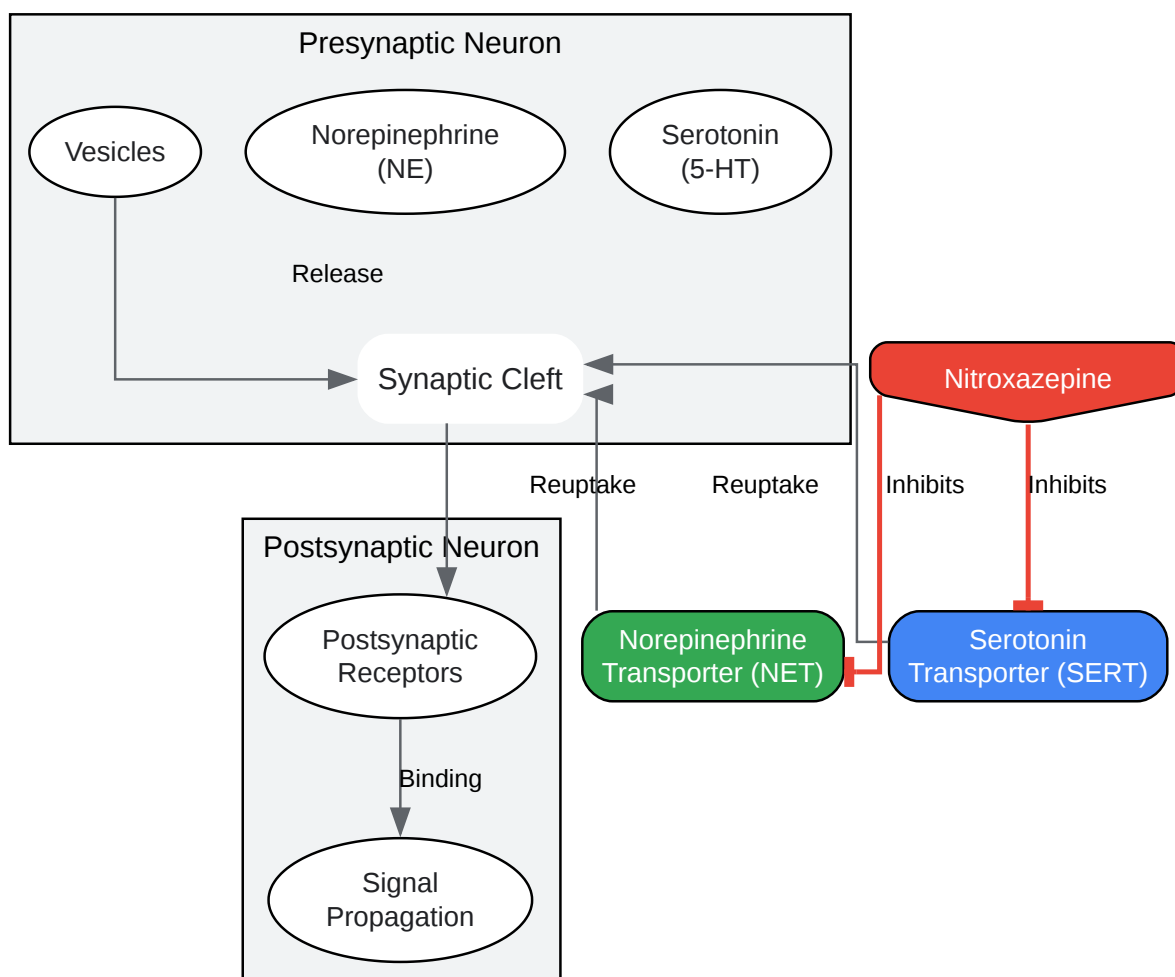 Presynaptic Neuron
Vesicles
Norepinephrine
(NE)
Serotonin
(5-HT)
Release
Synaptic Cleft
Nitroxazepine
Reuptake
Reuptake
Inhibits
Inhibits
Postsynaptic Neuron
Postsynaptic
Receptors
Norepinephrine
Transporter (NET)
Serotonin
Transporter (SERT)
Binding
Signal
Propagation